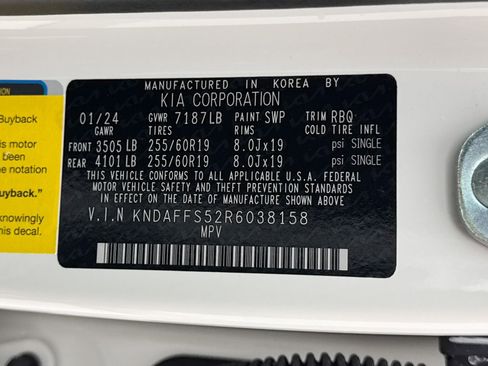 MANUFACTURED IN KOREA BY
KIA CORPORATION
01/24 GVWR 7187LB PAINT SWP TRIM RBQ
GAWR TIRES RIMS COLD TIRE INFL
FRONT 3505 LB 255/60R19 8.0Jx19 psi SINGLE
REAR 4101 LB 255/60R19 8.0Jx19 psi SINGLE
THIS VEHICLE CONFORMS TO ALL APPLICABLE U.S.A. FEDERAL
MOTOR VEHICLE SAFETY AND THEFT PREVENTION STANDARDS
IN EFFECT ON THE DATE OF MANUFACTURE SHOWN ABOVE.
V.I.N KNDAFFS52R6038158
MPV
Buyback
is motor
been
e notation
uyback."
knowingly
this decal.